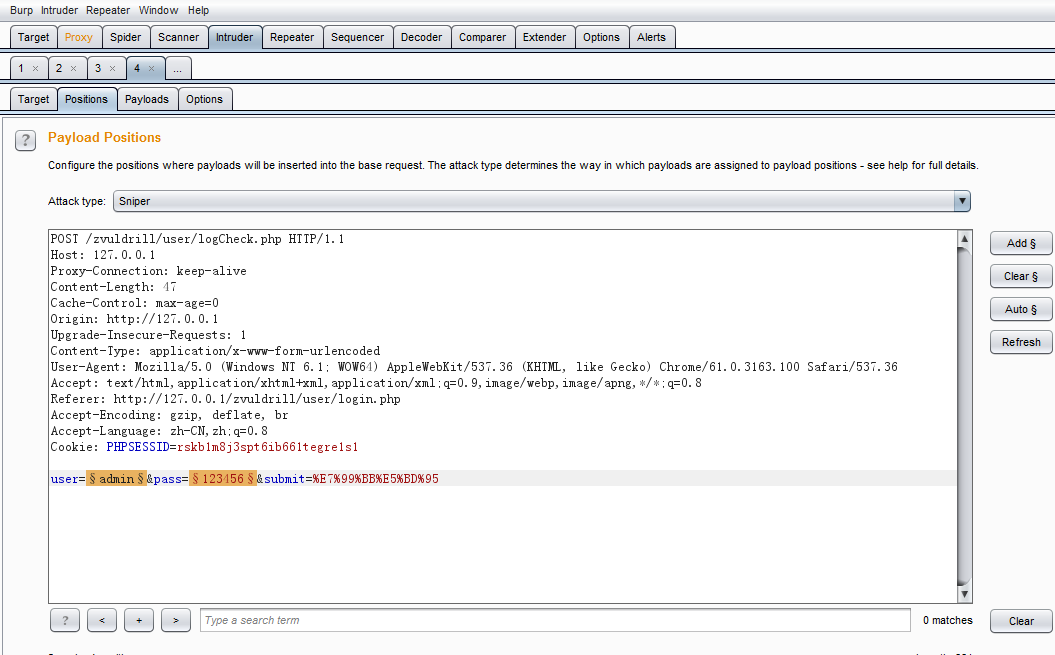 Burp Intruder Repeater Window Help
Target Proxy Spider Scanner Intruder Repeater Sequencer Decoder Comparer Extender Options Alerts
1 × 2 × 3 × 4 × ...
Target Positions Payloads Options
? Payload Positions
Configure the positions where payloads will be inserted into the base request. The attack type determines the way in which payloads are assigned to payload positions - see help for full details.
Attack type: Sniper
POST /zvuldrill/user/logCheck.php HTTP/1.1
Host: 127.0.0.1
Proxy-Connection: keep-alive
Content-Length: 47
Cache-Control: max-age=0
Origin: http://127.0.0.1
Upgrade-Insecure-Requests: 1
Content-Type: application/x-www-form-urlencoded
User-Agent: Mozilla/5.0 (Windows NT 6.1; WOW64) AppleWebKit/537.36 (KHTML, like Gecko) Chrome/61.0.3163.100 Safari/537.36
Accept: text/html,application/xhtml+xml,application/xml;q=0.9,image/webp,image/apng,*/*;q=0.8
Referer: http://127.0.0.1/zvuldrill/user/login.php
Accept-Encoding: gzip, deflate, br
Accept-Language: zh-CN,zh;q=0.8
Cookie: PHPSESSID=rskb1m8j3spt6ib661tegre1s1
user=§admin§&pass=§123456§&submit=%E7%99%BB%E5%BD%95
Add §
Clear §
Auto §
Refresh
? < + > Type a search term 0 matches Clear